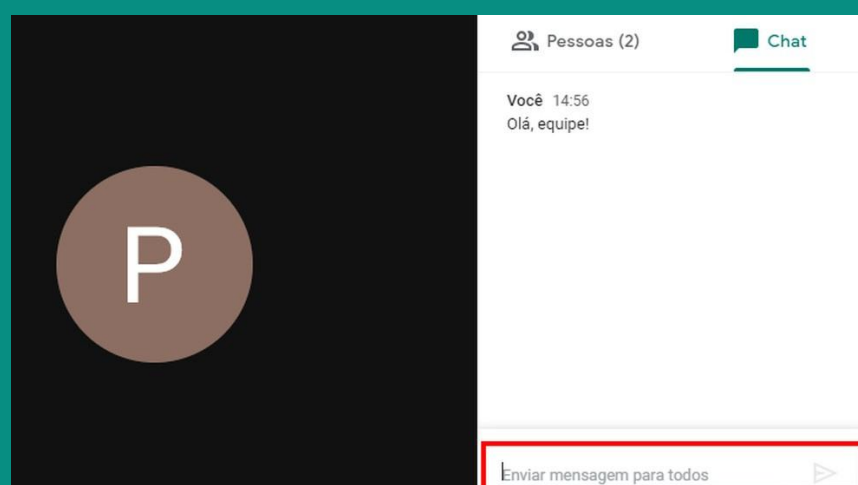 P
Pessoas (2)
Chat
Você 14:56
Olá, equipe!
Enviar mensagem para todos